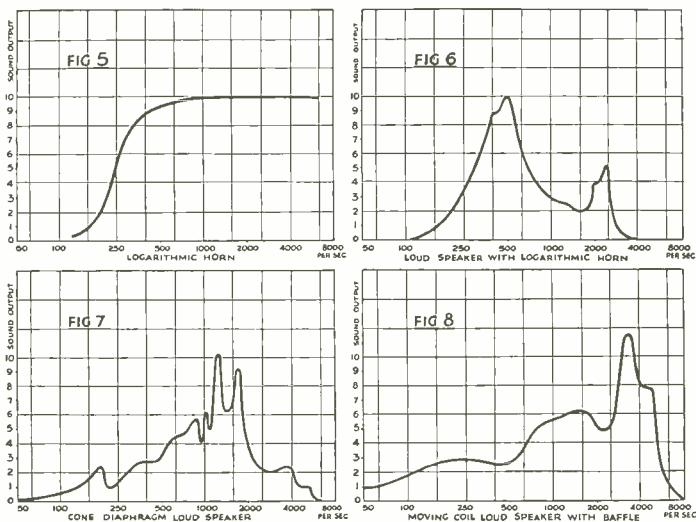 SOUND OUTPUT
FIG 5
10
9
8
7
6
5
4
3
2
1
0
50 100 250 500 1000 2000 4000 8000
PER SEC
LOGARITHMIC HORN
SOUND OUTPUT
FIG 6
10
9
8
7
6
5
4
3
2
1
0
50 100 250 500 1000 2000 4000 8000
PER SEC
LOUD SPEAKER WITH LOGARITHMIC HORN
SOUND OUTPUT
FIG 7
10
9
8
7
6
5
4
3
2
1
0
50 100 250 500 1000 2000 4000 8000
PER SEC
CONE DIAPHRAGM LOUD SPEAKER
SOUND OUTPUT
FIG 8
10
9
8
7
6
5
4
3
2
1
0
50 100 250 500 1000 2000 4000 8000
PER SEC
MOVING COIL LOUD SPEAKER WITH BAFFLE